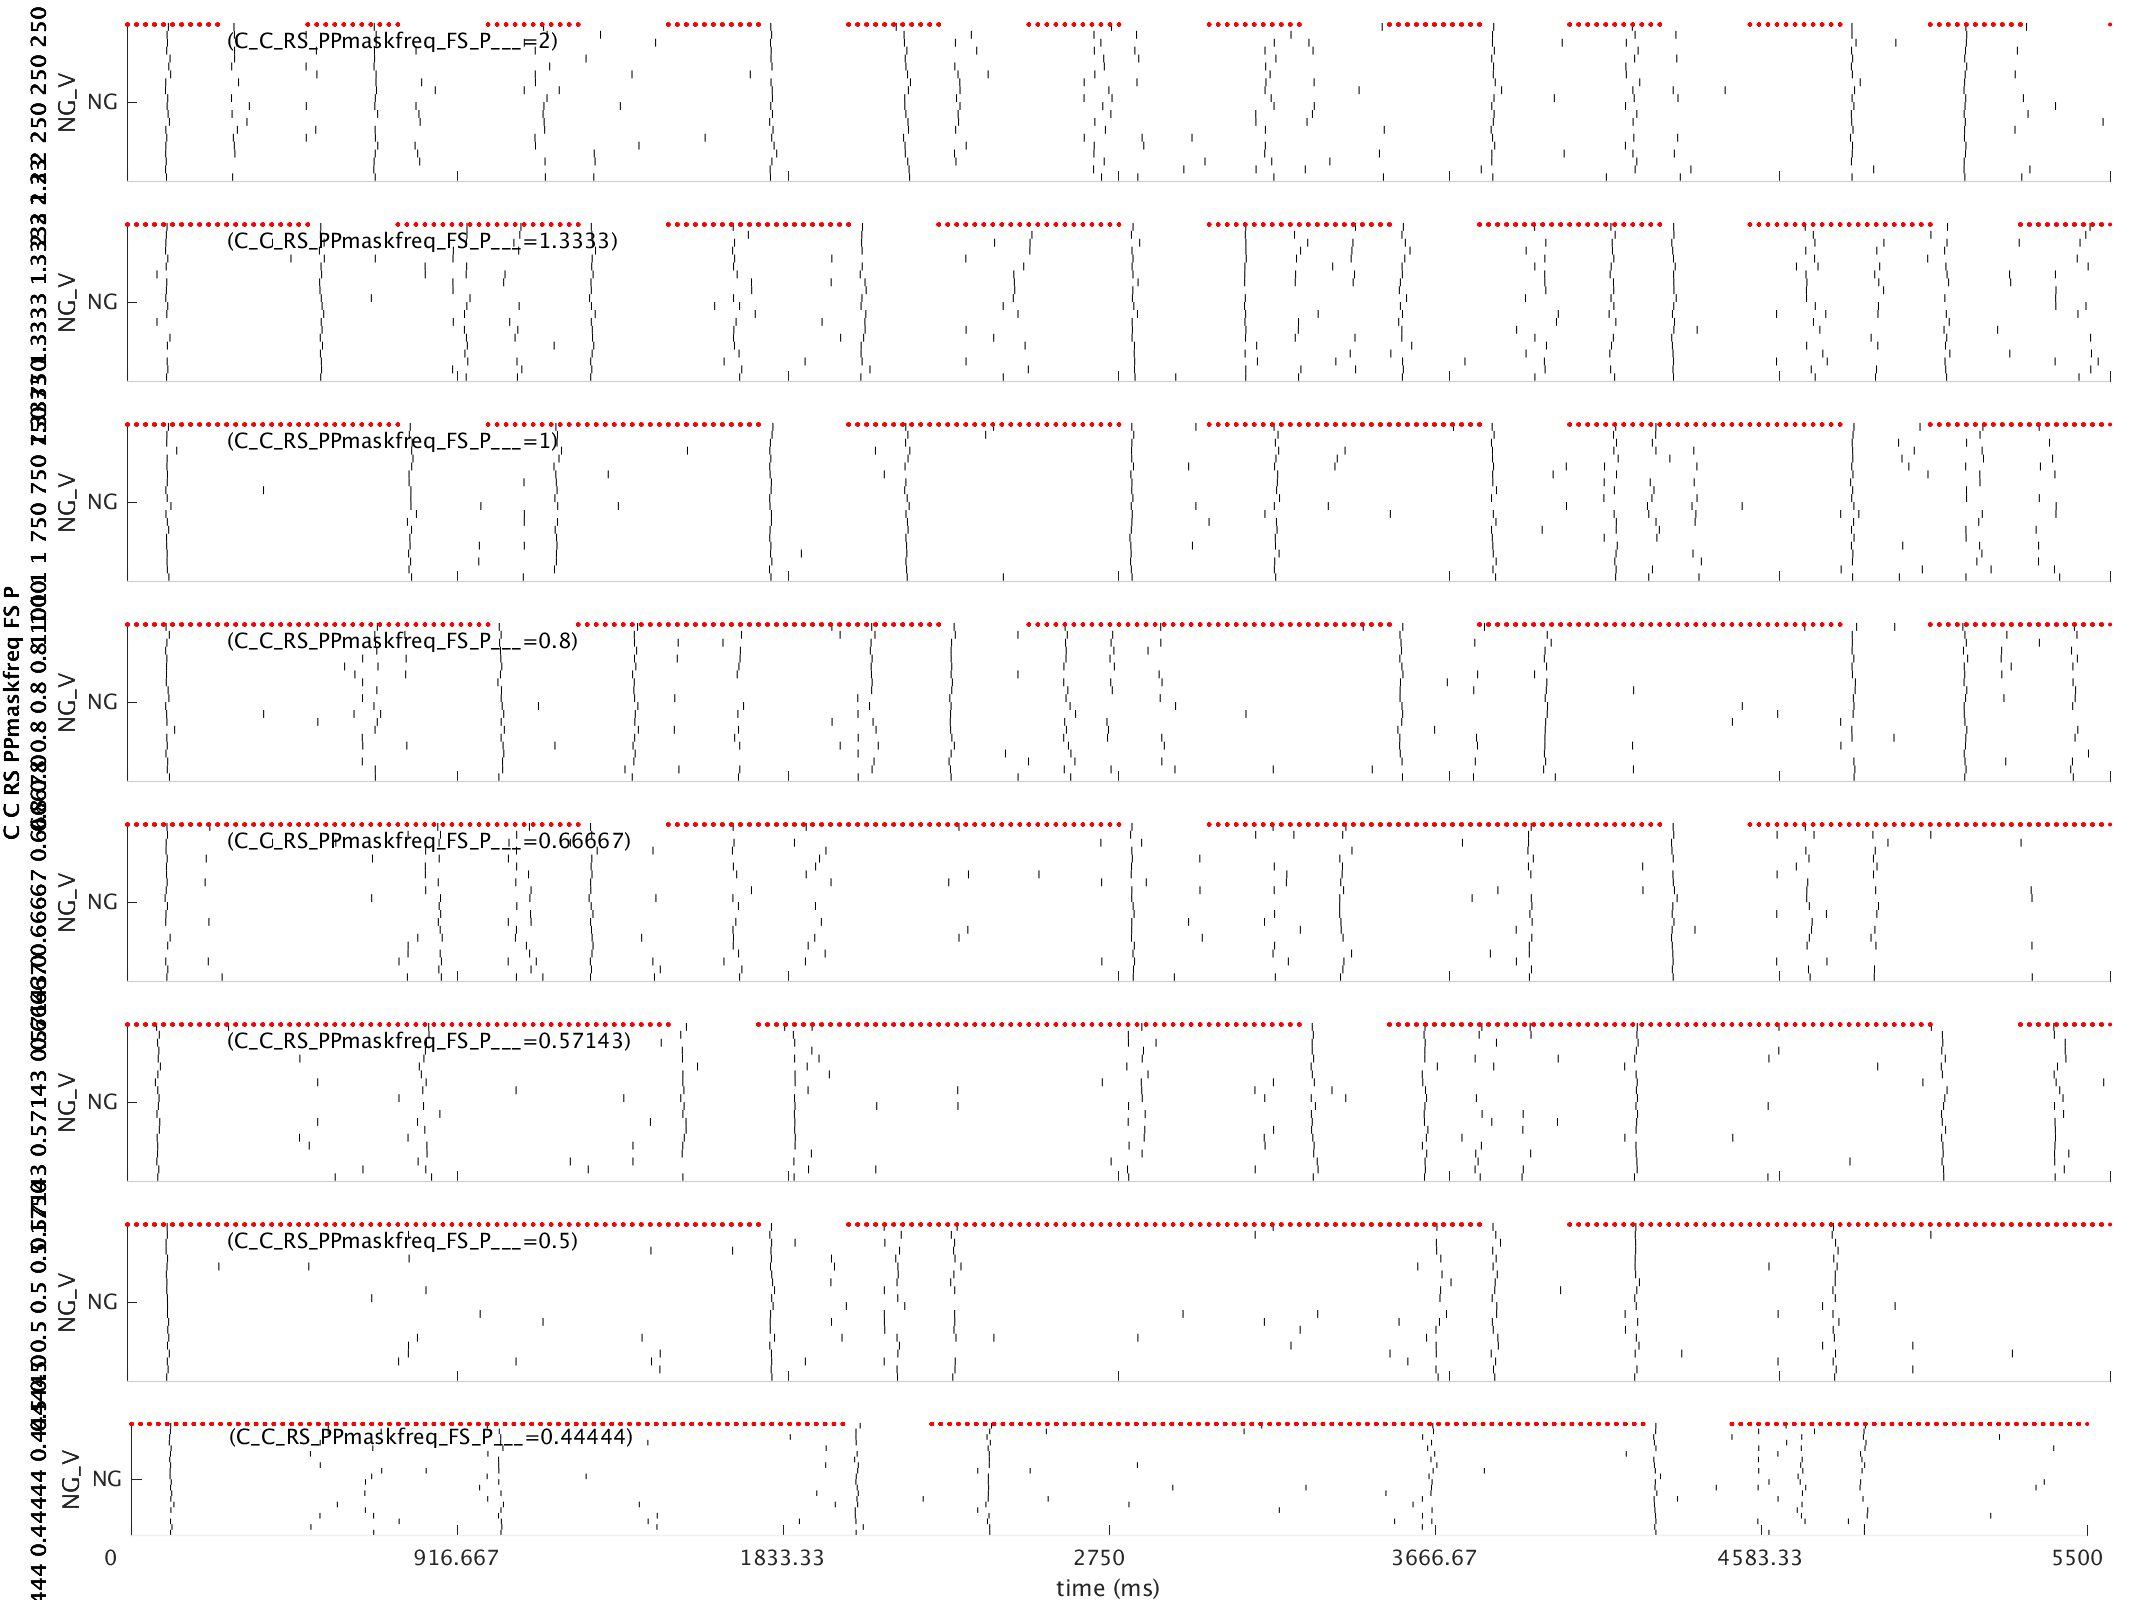 (C_C_RS_PPmaskfreq_FS_P___=2)
NG
NG_V
(C_C_RS_PPmaskfreq_FS_P___=1.3333)
NG
NG_V
(C_C_RS_PPmaskfreq_FS_P___=1)
NG
NG_V
(C_C_RS_PPmaskfreq_FS_P___=0.8)
NG
NG_V
(C_C_RS_PPmaskfreq_FS_P___=0.66667)
NG
NG_V
(C_C_RS_PPmaskfreq_FS_P___=0.57143)
NG
NG_V
(C_C_RS_PPmaskfreq_FS_P___=0.5)
NG
NG_V
(C_C_RS_PPmaskfreq_FS_P___=0.44444)
NG
NG_V
C C RS PPmaskfreq FS P
0 916.667 1833.33 2750 3666.67 4583.33 5500
time (ms)